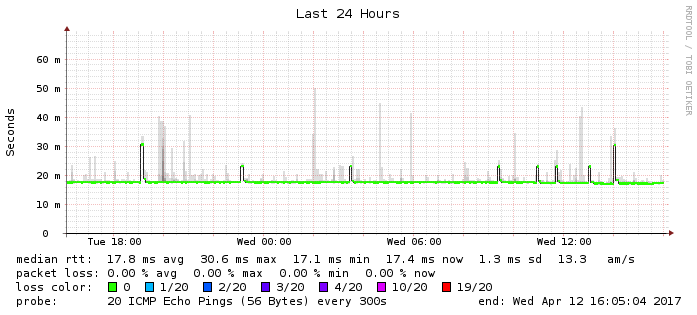 Last 24 Hours
RRDTOOL / TOBI OETIKER
Seconds
60 m
50 m
40 m
30 m
20 m
10 m
0
Tue 18:00 Wed 00:00 Wed 06:00 Wed 12:00
median rtt: 17.8 ms avg 30.6 ms max 17.1 ms min 17.4 ms now 1.3 ms sd 13.3 am/s
packet loss: 0.00 % avg 0.00 % max 0.00 % min 0.00 % now
loss color: 0 1/20 2/20 3/20 4/20 10/20 19/20
probe: 20 ICMP Echo Pings (56 Bytes) every 300s end: Wed Apr 12 16:05:04 2017